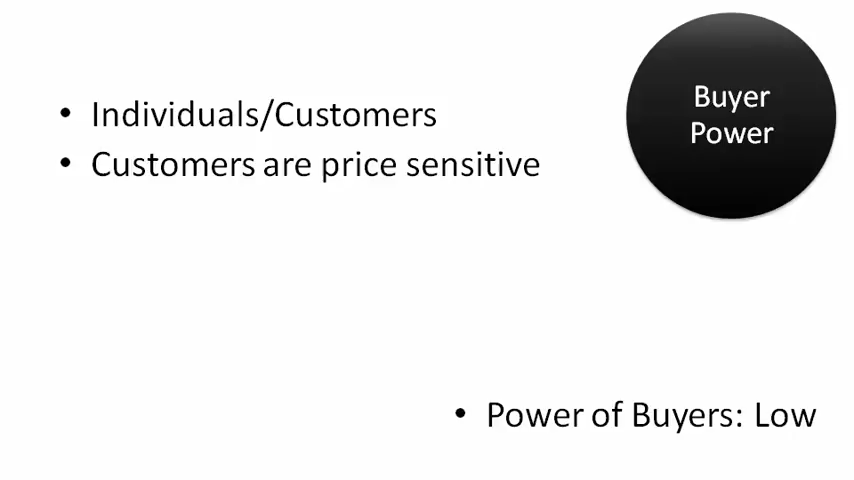 Buyer
Power
• Individuals/Customers
• Customers are price sensitive
• Power of Buyers: Low